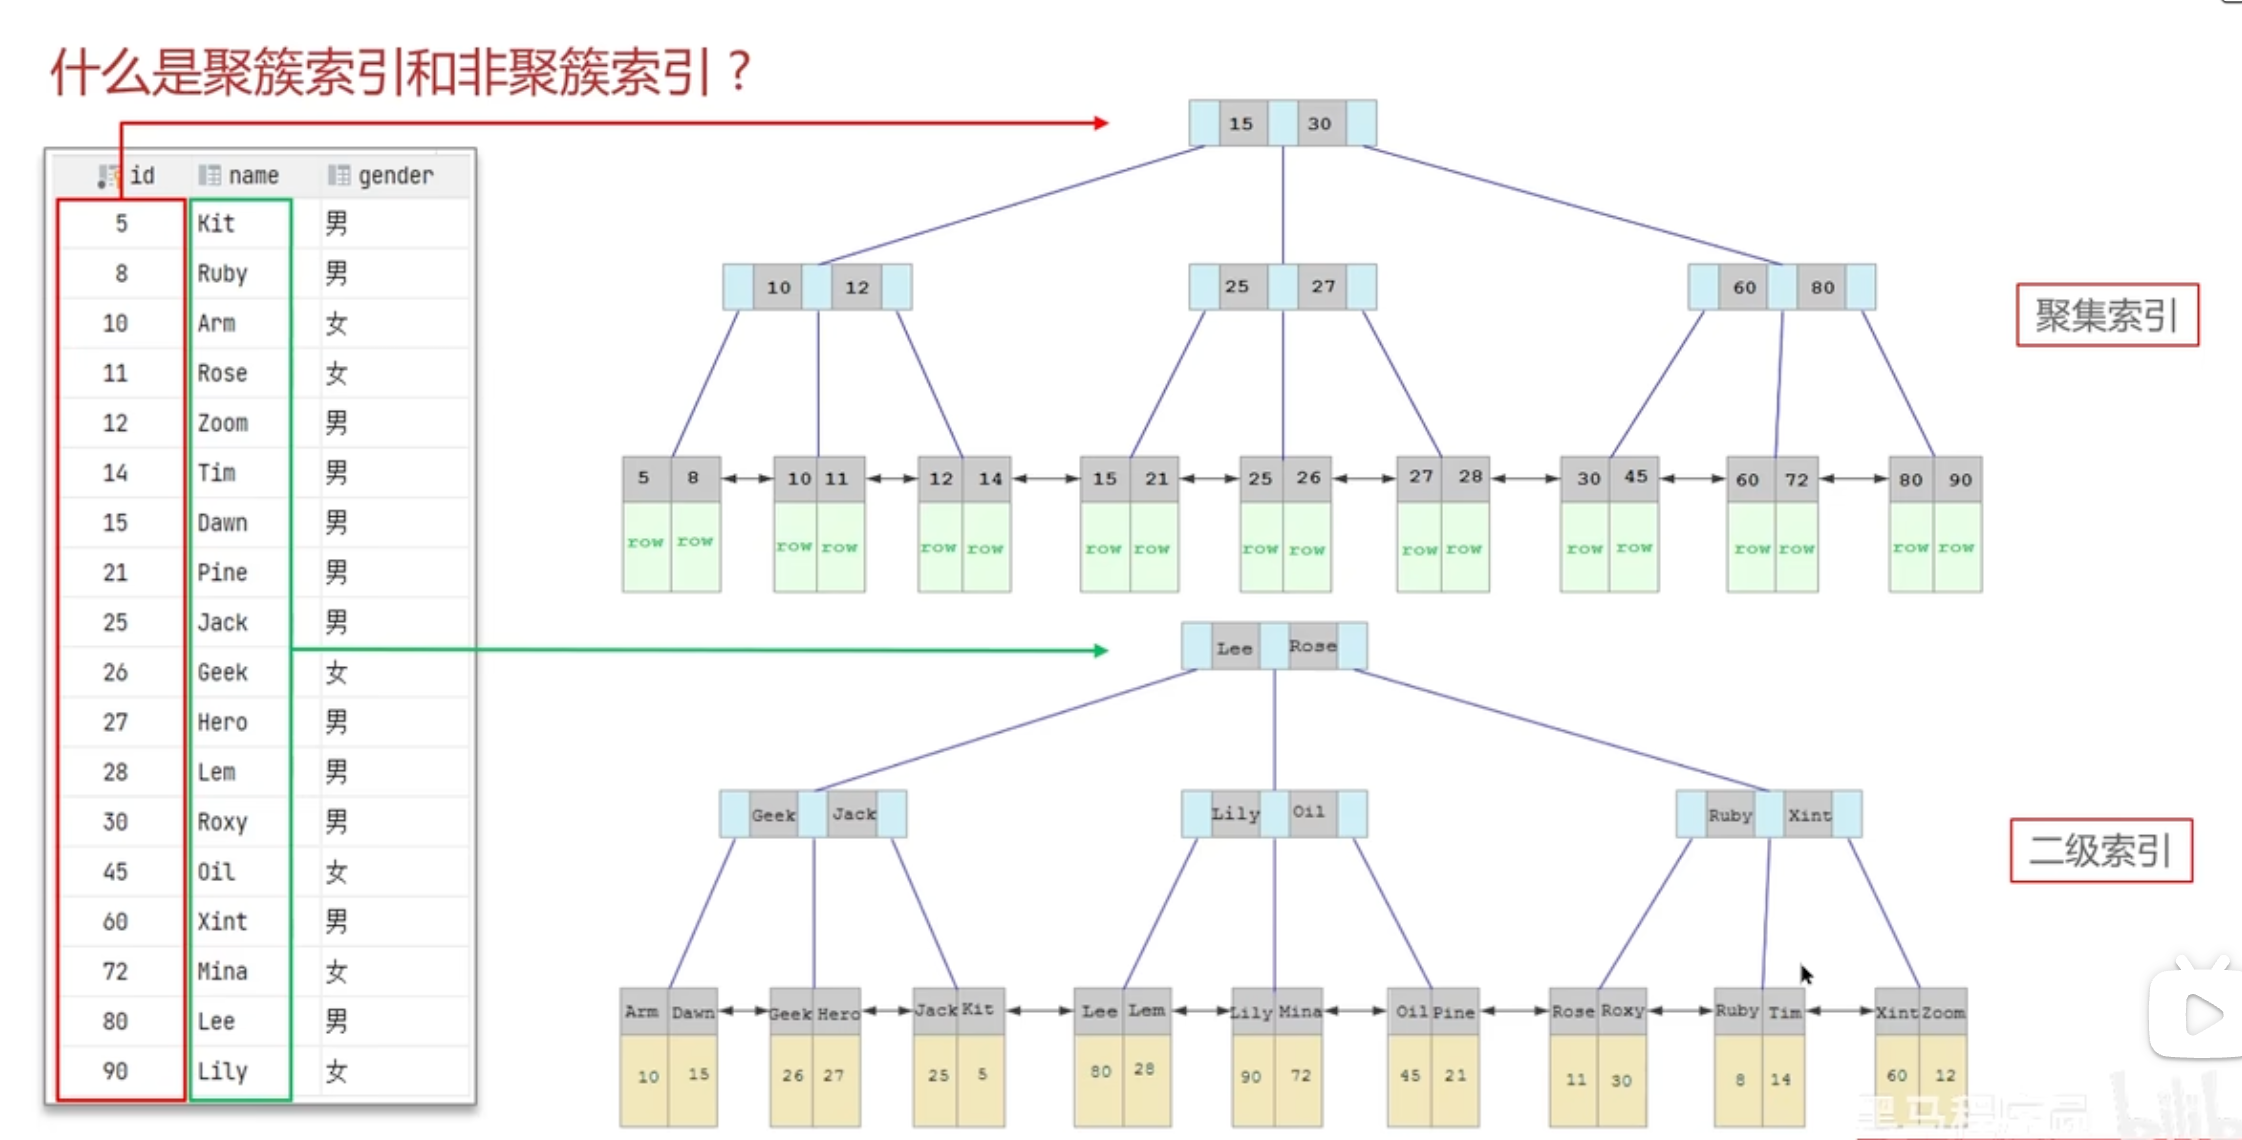 什么是聚簇索引和非聚簇索引？
id name gender
5 Kit 男
8 Ruby 男
10 Arm 女
11 Rose 女
12 Zoom 男
14 Tim 男
15 Dawn 男
21 Pine 男
25 Jack 男
26 Geek 女
27 Hero 男
28 Lem 男
30 Roxy 男
45 Oil 女
60 Xint 男
72 Mina 女
80 Lee 男
90 Lily 女
15 30
10 12 25 27 60 80
聚集索引
5 8 10 11 12 14 15 21 25 26 27 28 30 45 60 72 80 90
row row row row row row row row row row row row row row row row row row
Lee Rose
Geek Jack Lily Oil Ruby Xint
二级索引
Arm Dawn Geek Hero Jack Kit Lee Lem Lily Mina Oil Pine Rose Roxy Ruby Tim Xint Zoom
10 15 26 27 25 5 80 28 90 72 45 21 11 30 8 14 60 12
黑马程序员
bilibili